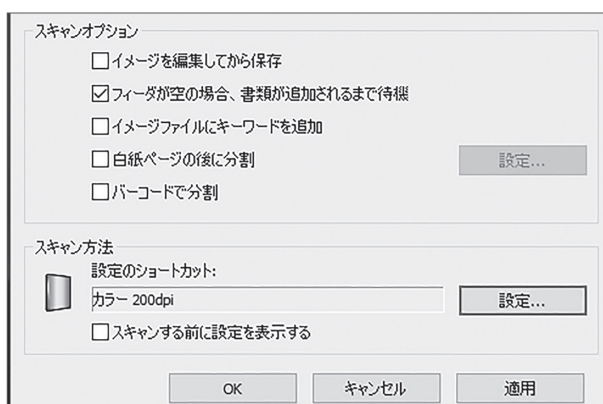 スキャンオプション
イメージを編集してから保存
フィーダが空の場合、書類が追加されるまで待機
イメージファイルにキーワードを追加
白紙ページの後に分割
設定...
バーコードで分割
スキャン方法
設定のショートカット:
カラー 200dpi
設定...
スキャンする前に設定を表示する
OK キャンセル 適用